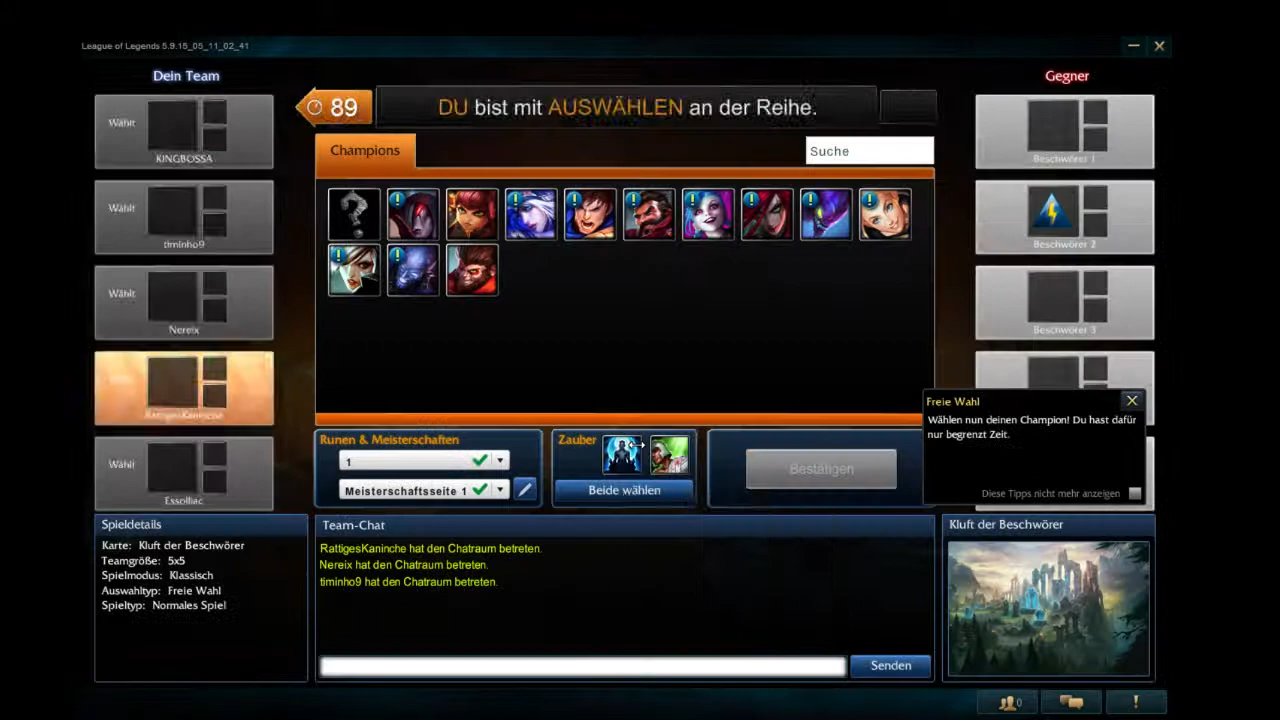 League of Legends 5.9.15_05_11_02_41
Dein Team
89
DU bist mit AUSWÄHLEN an der Reihe.
Gegner
Wählt
KINGBOSSA
Wählt
timinho9
Wählt
Nereix
RattigesKaninche
Wählt
Essolliac
Champions
Suche
Beschwörer 1
Beschwörer 2
Beschwörer 3
Freie Wahl
Wählen nun deinen Champion! Du hast dafür
nur begrenzt Zeit.
Diese Tipps nicht mehr anzeigen
Runen & Meisterschaften
1
Meisterschaftsseite 1
Zauber
Beide wählen
Bestätigen
Spieldetails
Karte: Kluft der Beschwörer
Teamgröße: 5x5
Spielmodus: Klassisch
Auswahltyp: Freie Wahl
Spieltyp: Normales Spiel
Team-Chat
RattigesKaninche hat den Chatraum betreten.
Nereix hat den Chatraum betreten.
timinho9 hat den Chatraum betreten.
Senden
Kluft der Beschwörer
0